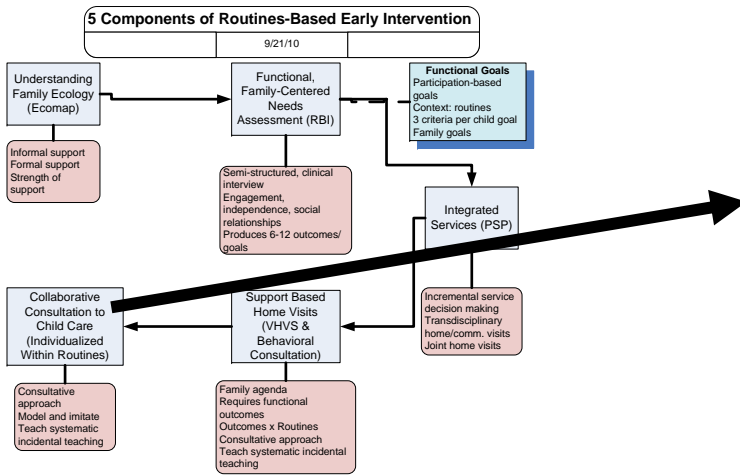 5 Components of Routines-Based Early Intervention
9/21/10
Understanding
Family Ecology
(Ecomap)
Informal support
Formal support
Strength of
support
Functional,
Family-Centered
Needs
Assessment (RBI)
Semi-structured, clinical
interview
Engagement,
independence, social
relationships
Produces 6-12 outcomes/
goals
Functional Goals
Participation-based
goals
Context: routines
3 criteria per child goal
Family goals
Integrated
Services (PSP)
Incremental service
decision making
Transdisciplinary
home/comm. visits
Joint home visits
Support Based
Home Visits
(VHVS &
Behavioral
Consultation)
Family agenda
Requires functional
outcomes
Outcomes x Routines
Consultative approach
Teach systematic incidental
teaching
Collaborative
Consultation to
Child Care
(Individualized
Within Routines)
Consultative
approach
Model and imitate
Teach systematic
incidental teaching